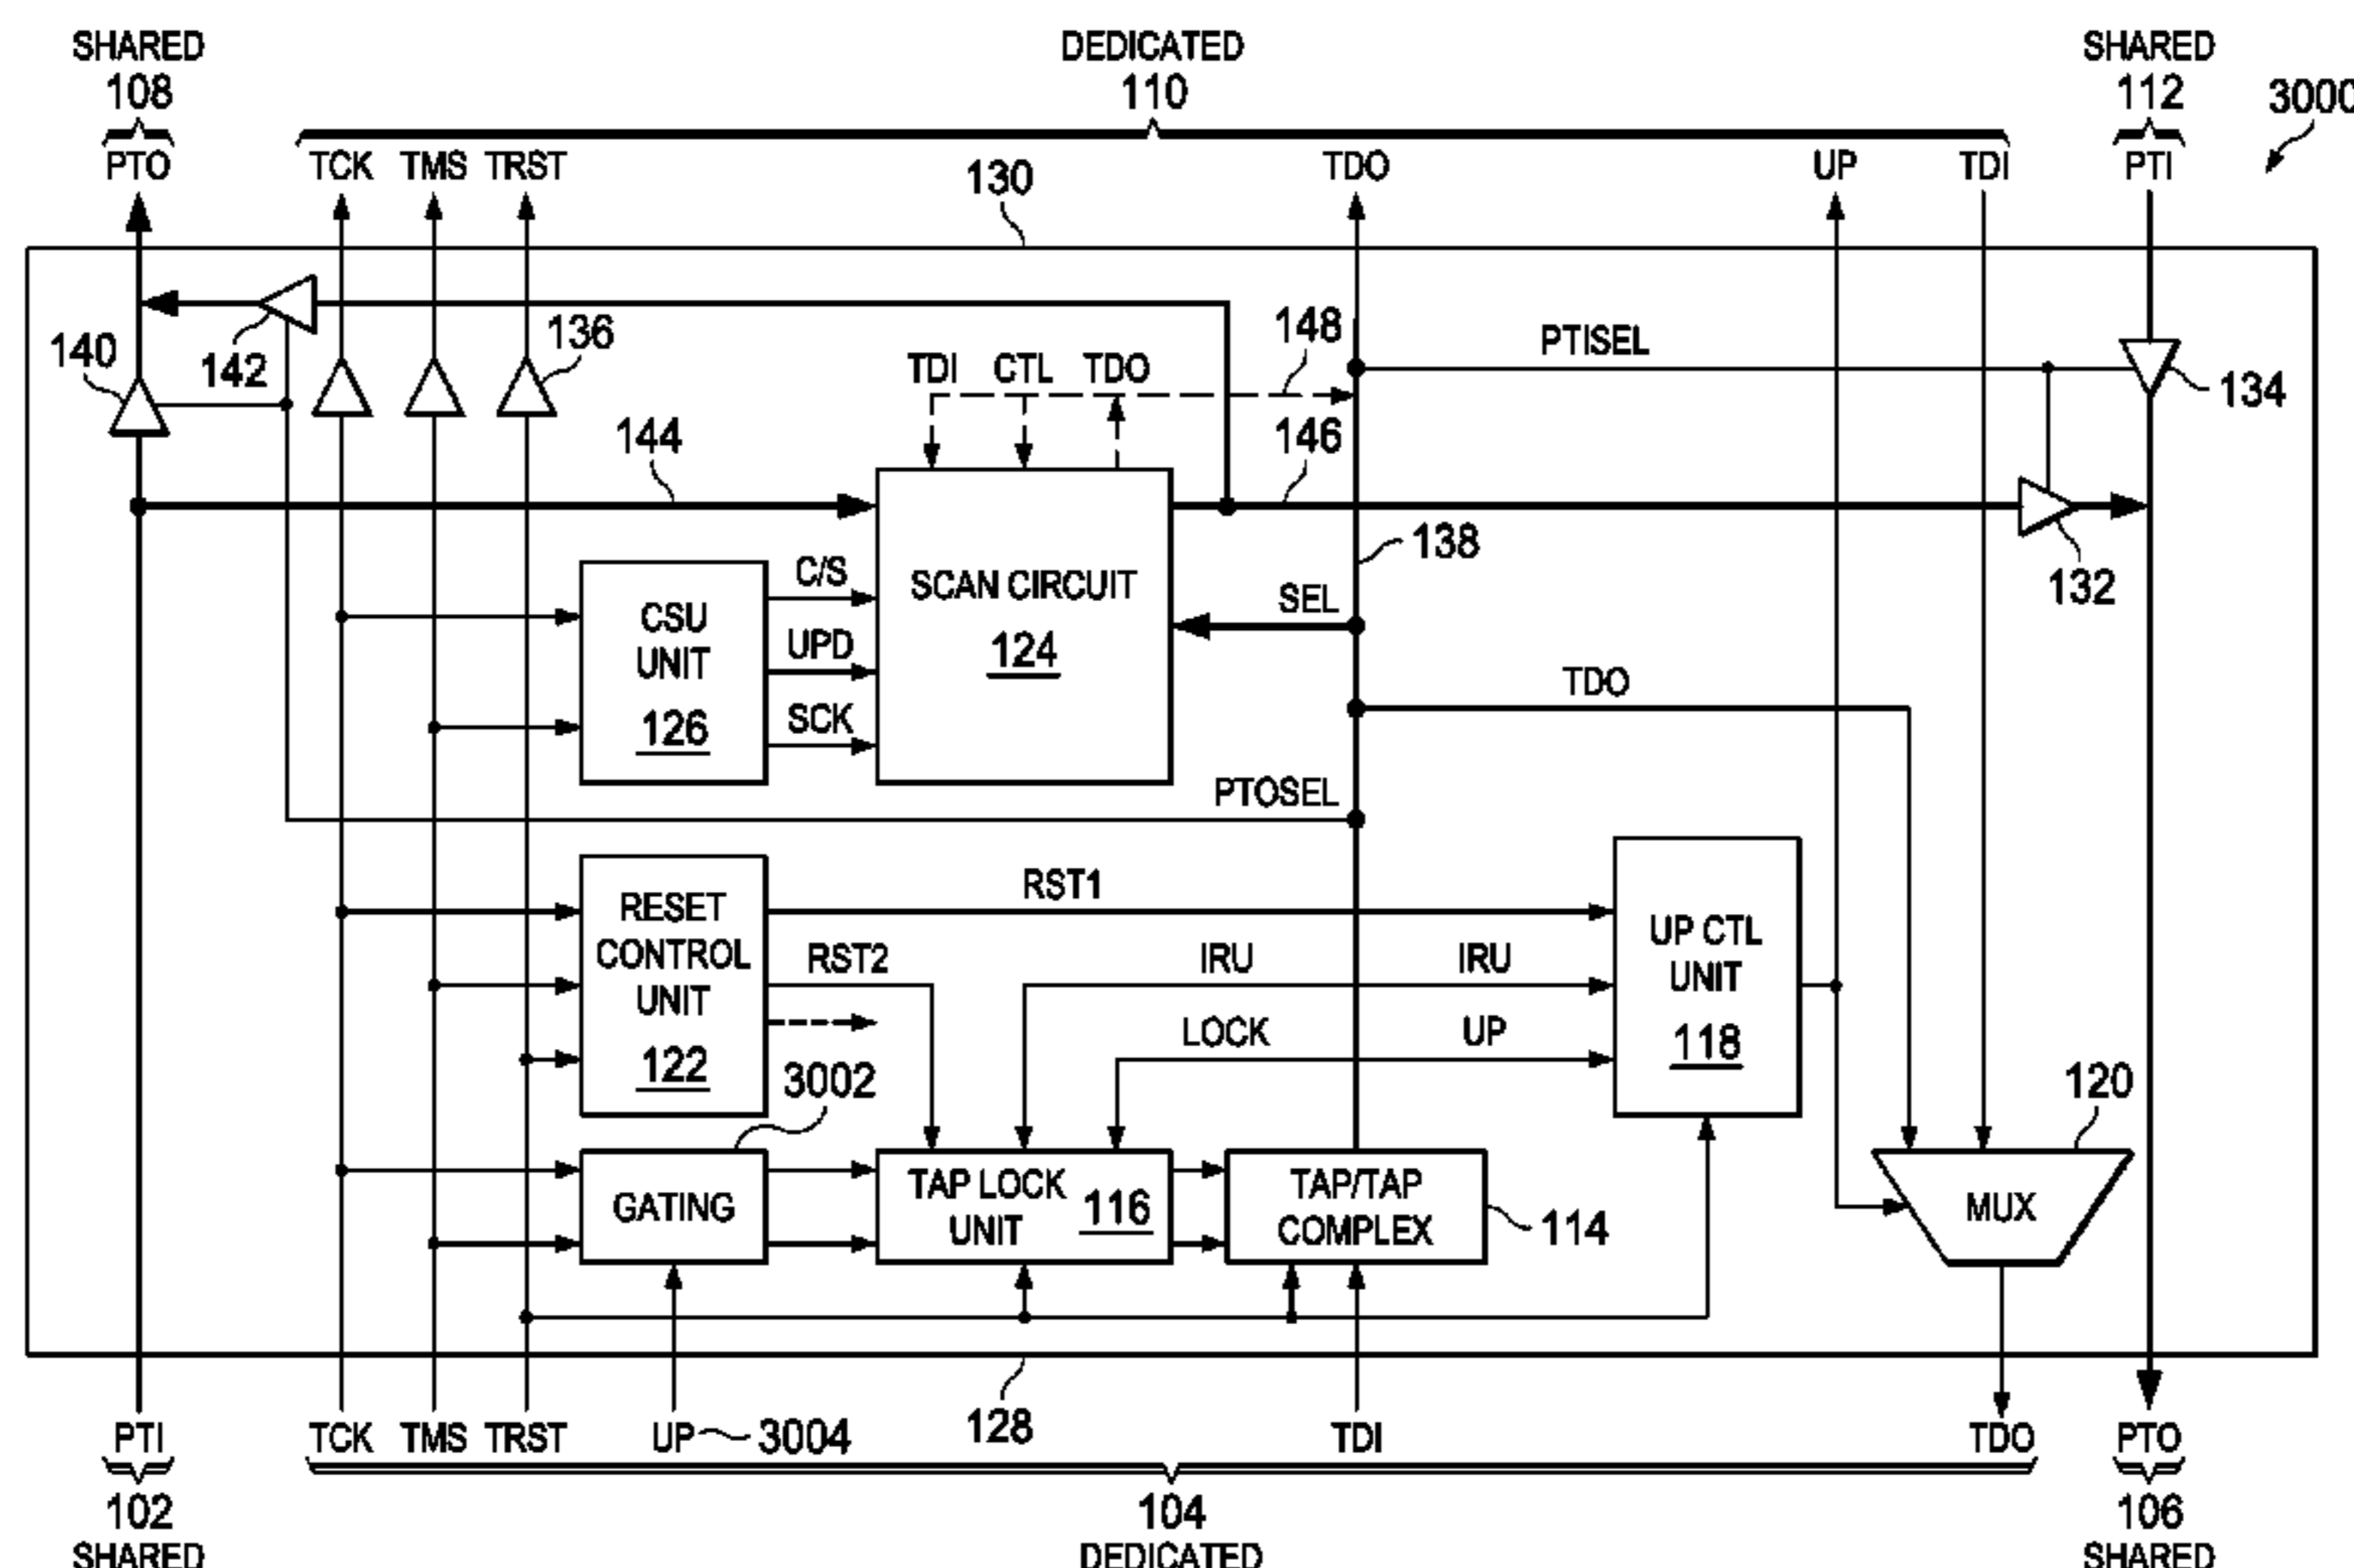 SHARED
108
PTO
DEDICATED
110
SHARED
112
PTI
3000
TCK TMS TRST
TDO
UP
TDI
130
140
142
136
148
PTISEL
134
TDI CTL TDO
144
146
138
132
SCAN CIRCUIT
124
CSU
UNIT
126
C/S
UPD
SCK
SEL
TDO
PTOSEL
RESET
CONTROL
UNIT
122
RST1
RST2
IRU
IRU
LOCK
UP
UP CTL
UNIT
118
3002
120
GATING
TAP LOCK
UNIT
116
TAP/TAP
COMPLEX
114
MUX
128
PTI
TCK TMS TRST
UP
3004
TDI
TDO
PTO
102
SHARED
104
DEDICATED
106
SHARED